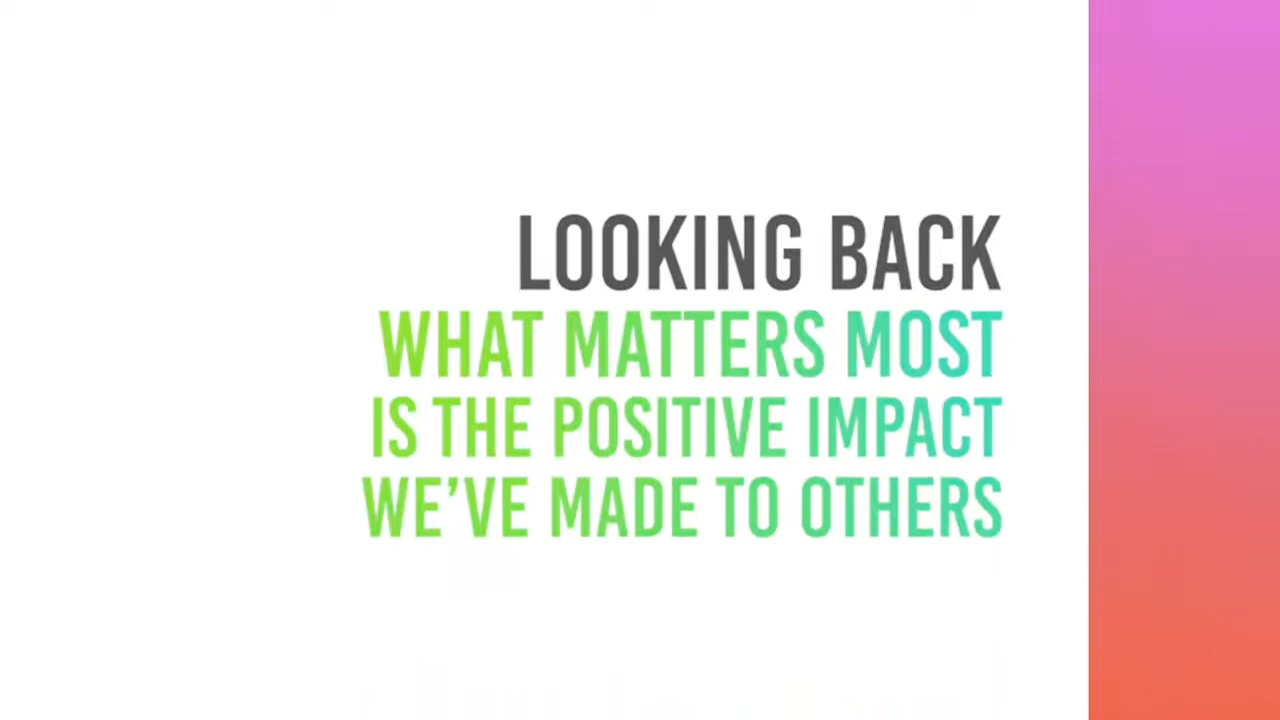 LOOKING BACK
WHAT MATTERS MOST
IS THE POSITIVE IMPACT
WE’VE MADE TO OTHERS